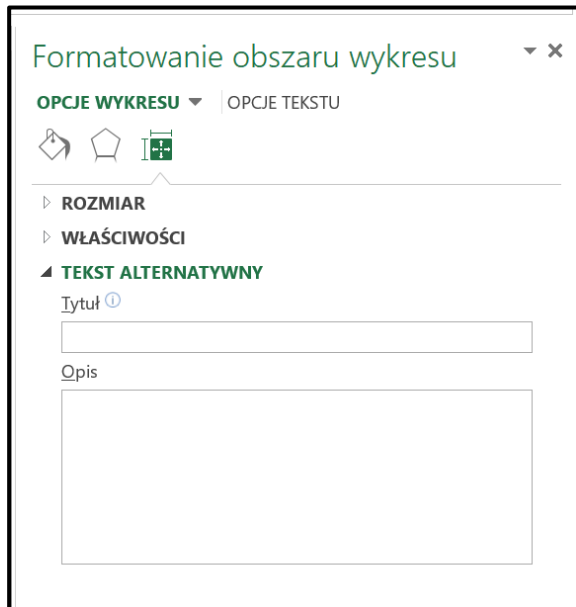 Formatowanie obszaru wykresu
OPCJE WYKRESU OPCJE TEKSTU
ROZMIAR
WŁAŚCIWOŚCI
TEKST ALTERNATYWNY
Tytuł
Opis